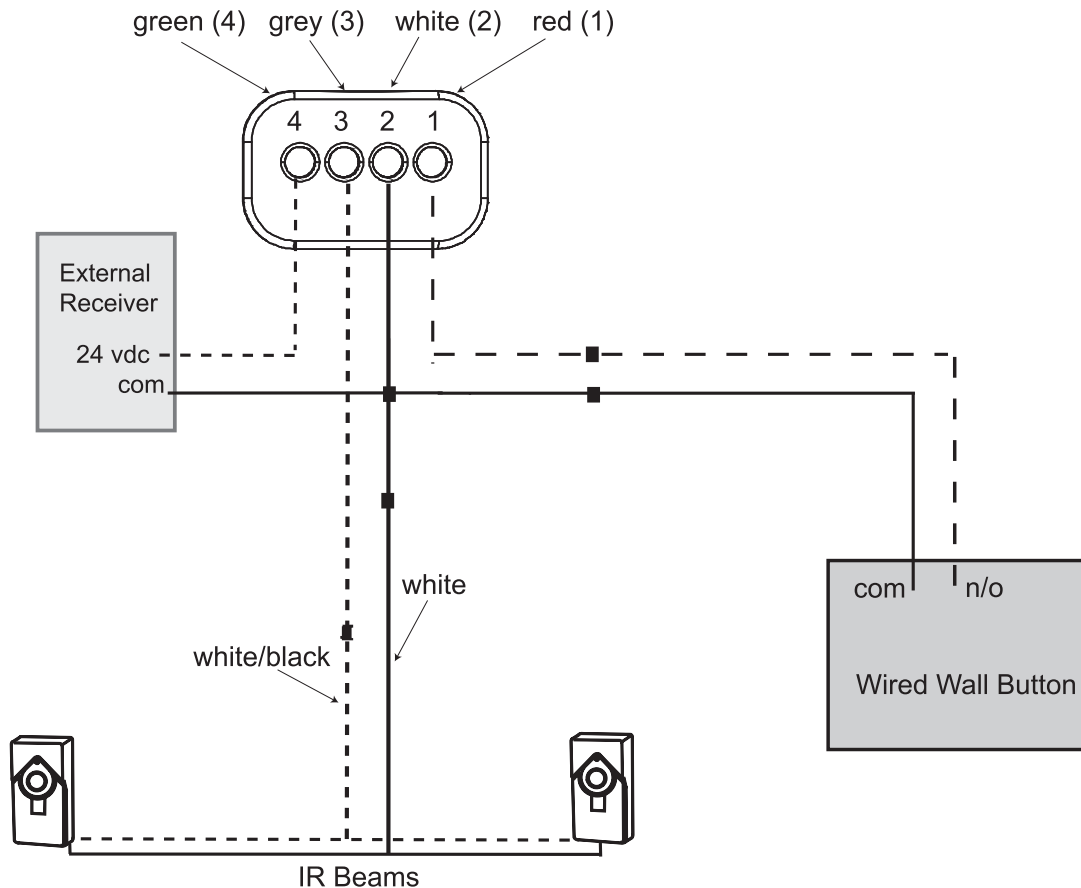 green (4) grey (3) white (2) red (1)
4 3 2 1
External
Receiver
24 vdc
com
white
com n/o
white/black
Wired Wall Button
IR Beams